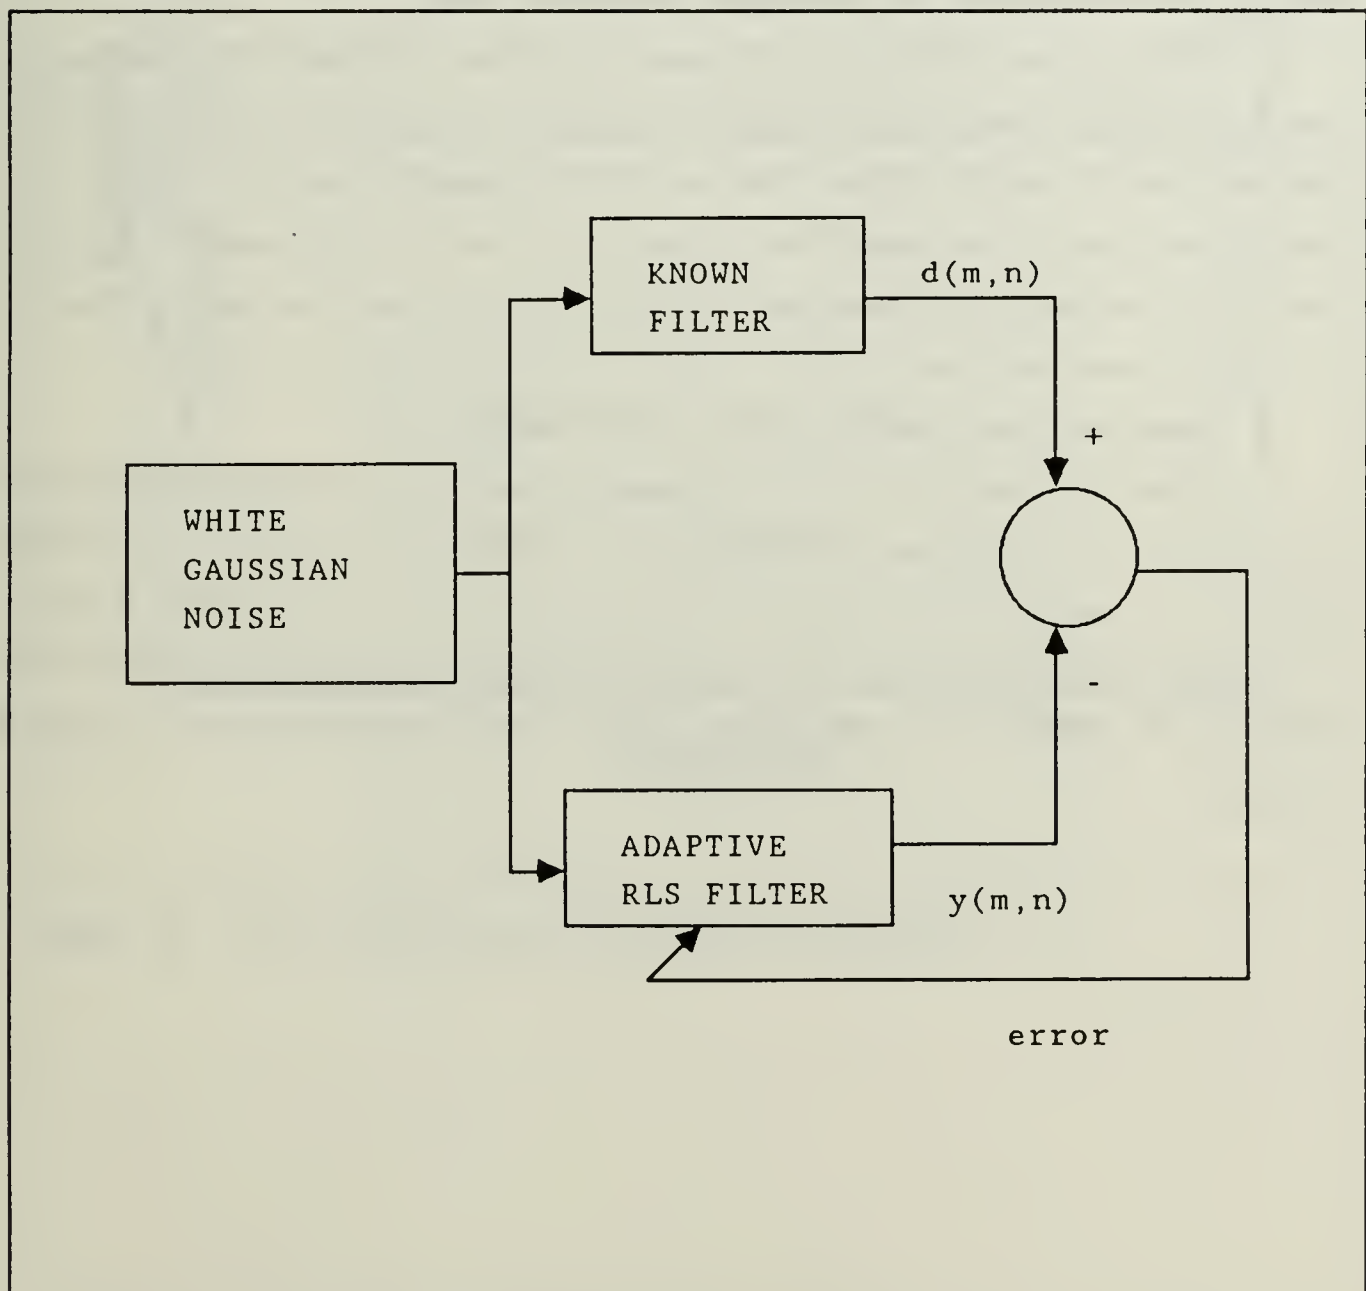 KNOWN
FILTER
d(m,n)
+
WHITE
GAUSSIAN
NOISE
-
ADAPTIVE
RLS FILTER
y(m,n)
error